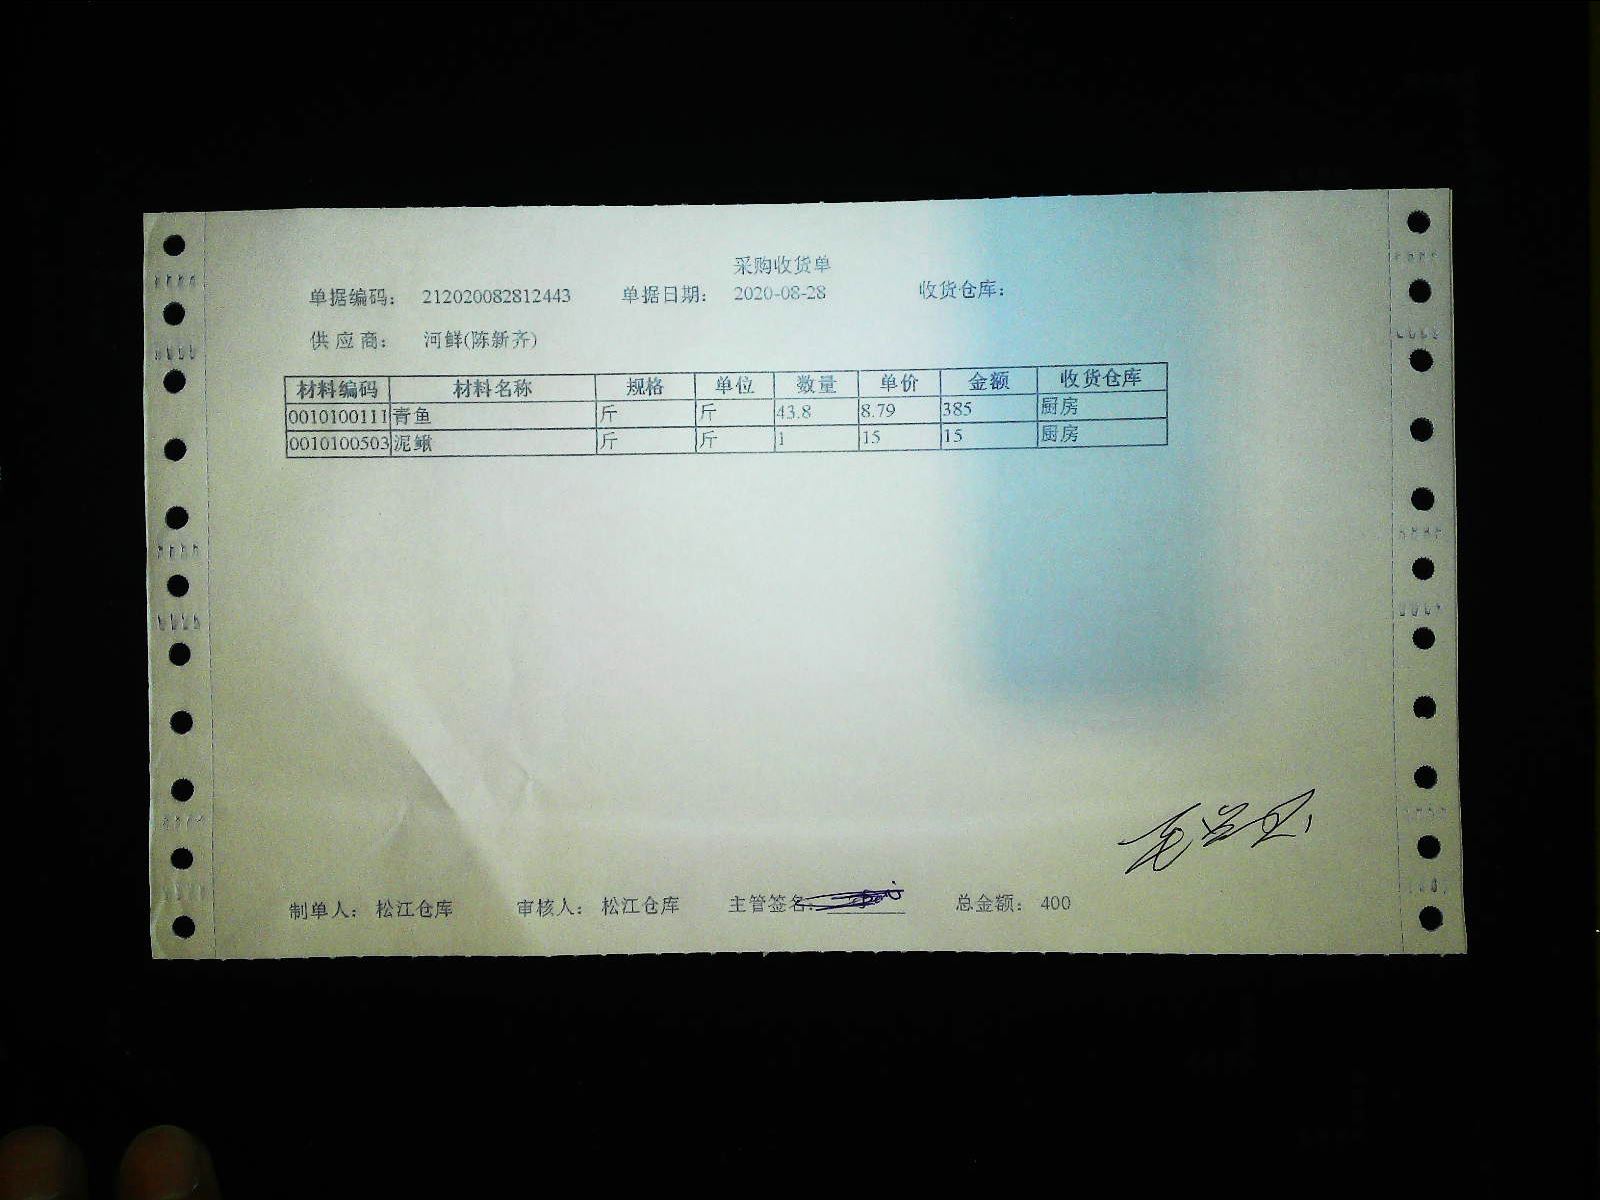 采购收货单
单据编码： 212020082812443 单据日期： 2020-08-28 收货仓库：
供 应 商： 河鲜(陈新齐)
材料编码 材料名称 规格 单位 数量 单价 金额 收货仓库
0010100111 青鱼 斤 斤 43.8 8.79 385 厨房
0010100503 泥鳅 斤 斤 1 15 15 厨房
制单人： 松江仓库 审核人： 松江仓库 主管签名： 总金额： 400